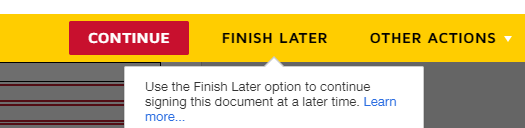 CONTINUE FINISH LATER OTHER ACTIONS
Use the Finish Later option to continue
signing this document at a later time. Learn
more...